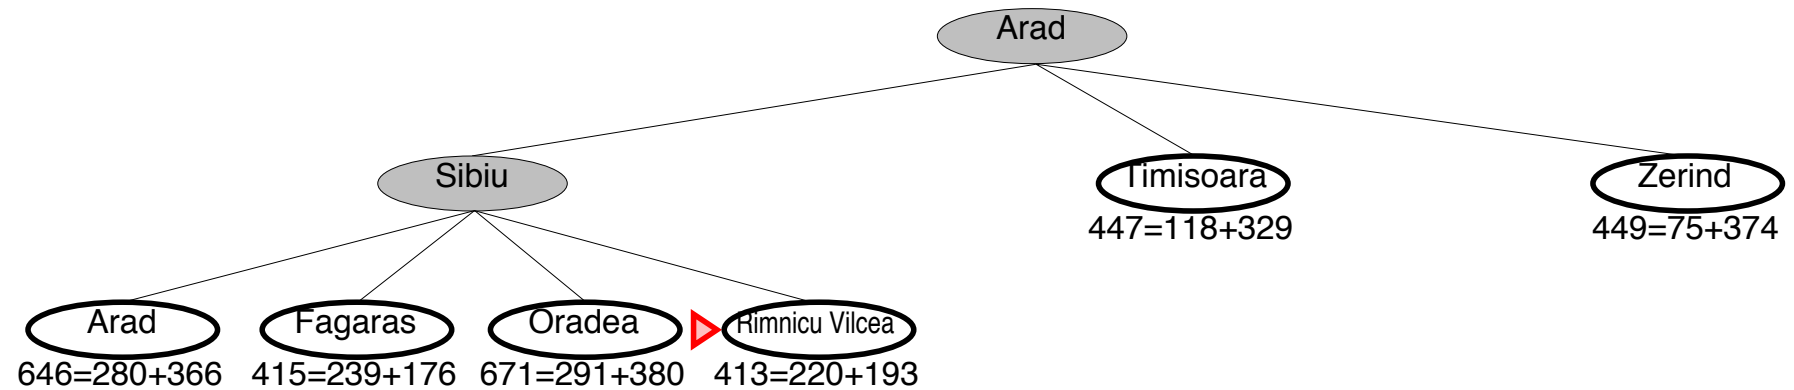 Arad
Sibiu
Timisoara
Zerind
447=118+329
449=75+374
Arad
Fagaras
Oradea
Rimnicu Vilcea
646=280+366
415=239+176
671=291+380
413=220+193